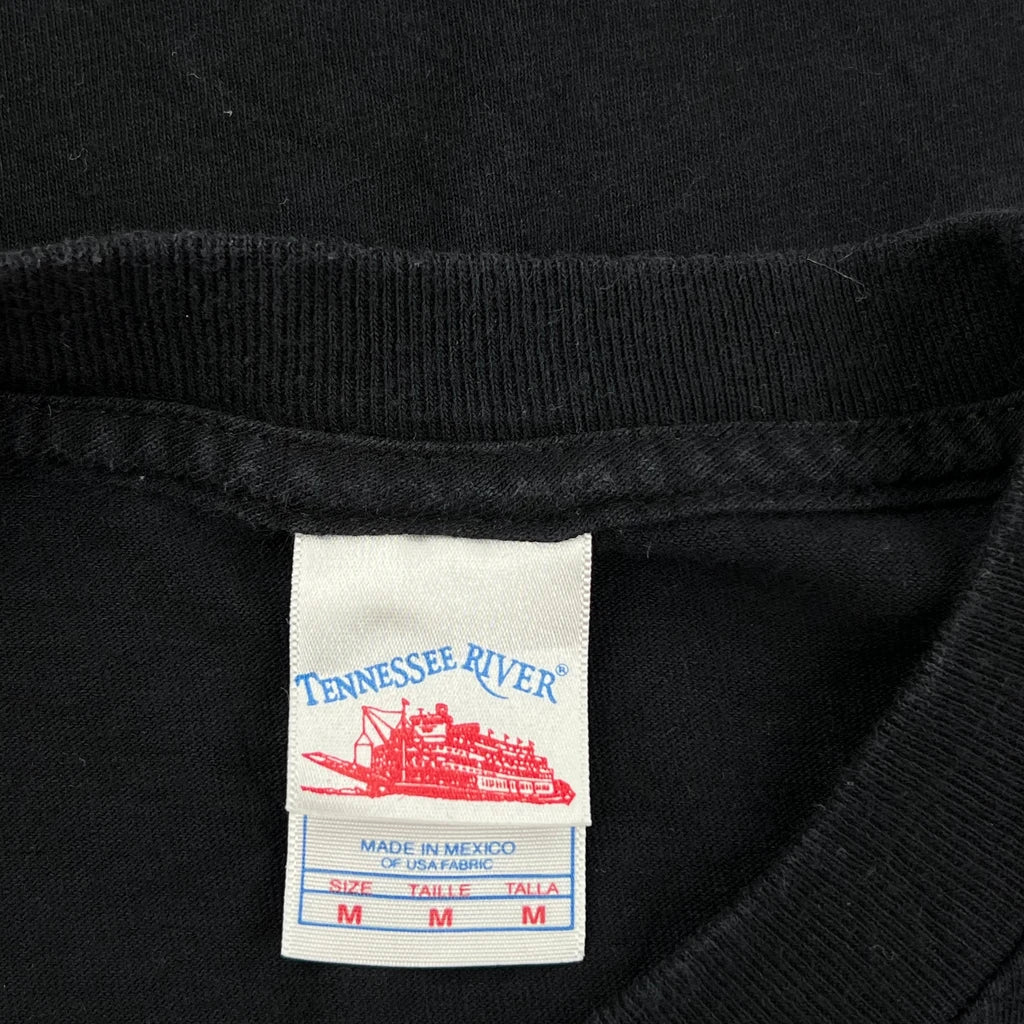 TENNESSEE RIVER®
MADE IN MEXICO
OF USA FABRIC
SIZE TAILLE TALLA
M M M